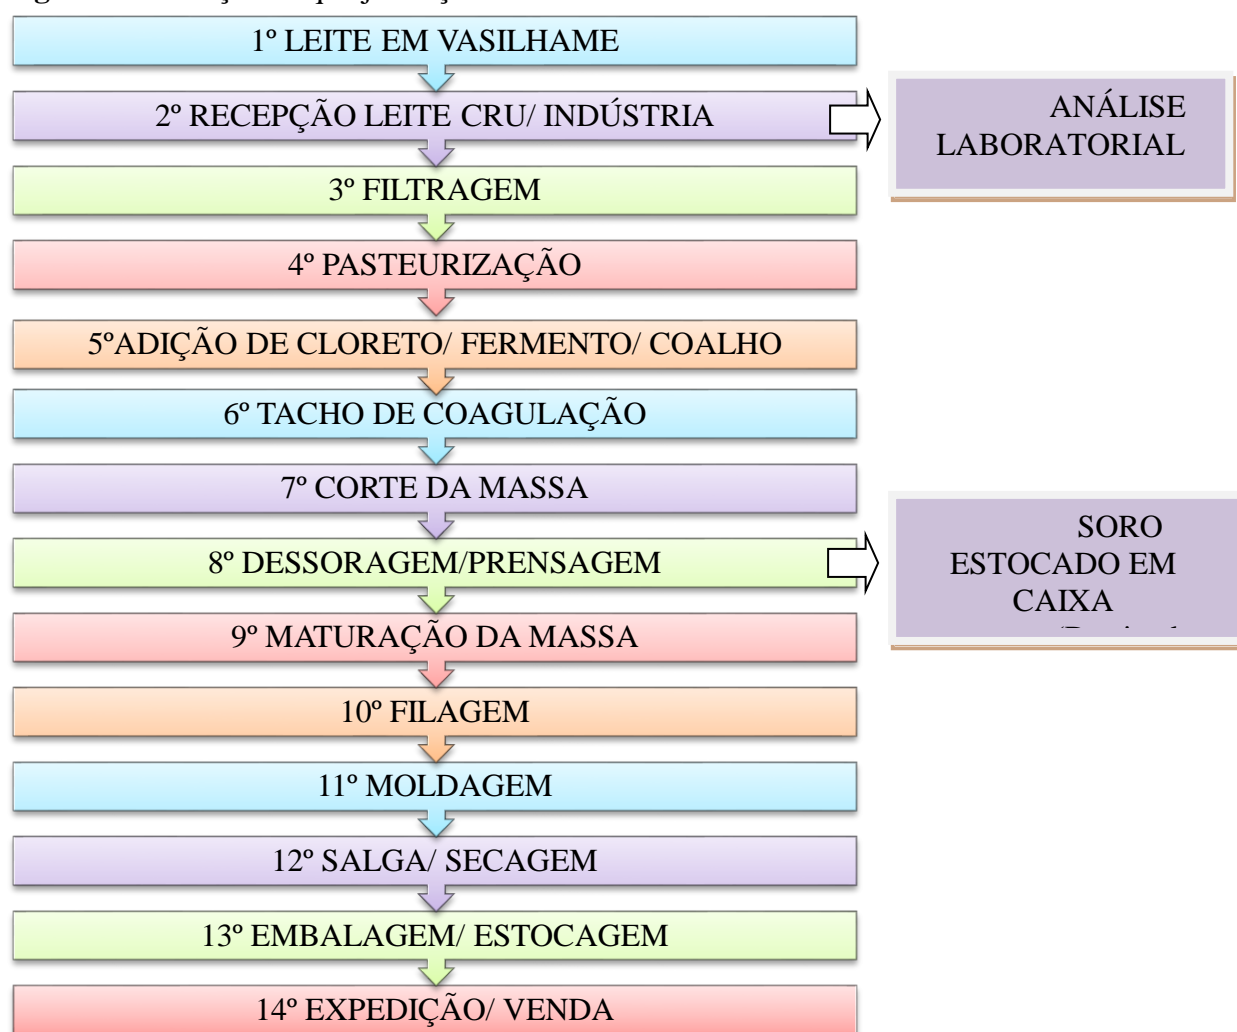 1º LEITE EM VASILHAME
2º RECEPÇÃO LEITE CRU/ INDÚSTRIA
ANÁLISE
LABORATORIAL
3º FILTRAGEM
4º PASTEURIZAÇÃO
5ºADIÇÃO DE CLORETO/ FERMENTO/ COALHO
6º TACHO DE COAGULAÇÃO
7º CORTE DA MASSA
8º DESSORAGEM/PRENSAGEM
SORO
ESTOCADO EM
CAIXA
9º MATURAÇÃO DA MASSA
10º FILAGEM
11º MOLDAGEM
12º SALGA/ SECAGEM
13º EMBALAGEM/ ESTOCAGEM
14º EXPEDIÇÃO/ VENDA